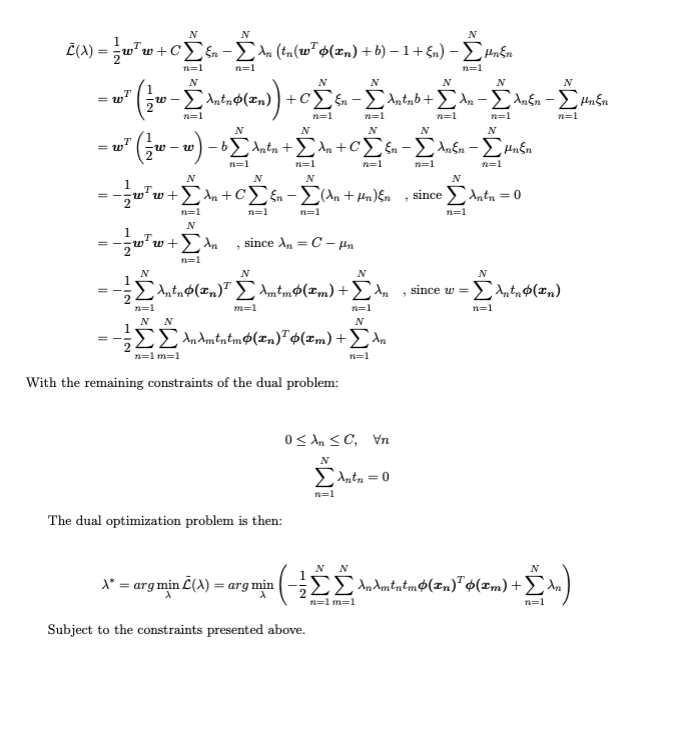 $\tilde{\mathcal{L}}(\lambda) = \frac{1}{2}\boldsymbol{w}^T\boldsymbol{w} + C\sum_{n=1}^{N}\xi_n - \sum_{n=1}^{N}\lambda_n\left(t_n(\boldsymbol{w}^T\boldsymbol{\phi}(\boldsymbol{x_n}) + b) - 1 + \xi_n\right) - \sum_{n=1}^{N}\mu_n\xi_n$
$= \boldsymbol{w}^T\left(\frac{1}{2}\boldsymbol{w} - \sum_{n=1}^{N}\lambda_n t_n\boldsymbol{\phi}(\boldsymbol{x_n})\right) + C\sum_{n=1}^{N}\xi_n - \sum_{n=1}^{N}\lambda_n t_n b + \sum_{n=1}^{N}\lambda_n - \sum_{n=1}^{N}\lambda_n\xi_n - \sum_{n=1}^{N}\mu_n\xi_n$
$= \boldsymbol{w}^T\left(\frac{1}{2}\boldsymbol{w} - \boldsymbol{w}\right) - b\sum_{n=1}^{N}\lambda_n t_n + \sum_{n=1}^{N}\lambda_n + C\sum_{n=1}^{N}\xi_n - \sum_{n=1}^{N}\lambda_n\xi_n - \sum_{n=1}^{N}\mu_n\xi_n$
$= -\frac{1}{2}\boldsymbol{w}^T\boldsymbol{w} + \sum_{n=1}^{N}\lambda_n + C\sum_{n=1}^{N}\xi_n - \sum_{n=1}^{N}(\lambda_n + \mu_n)\xi_n$ , since $\sum_{n=1}^{N}\lambda_n t_n = 0$
$= -\frac{1}{2}\boldsymbol{w}^T\boldsymbol{w} + \sum_{n=1}^{N}\lambda_n$ , since $\lambda_n = C - \mu_n$
$= -\frac{1}{2}\sum_{n=1}^{N}\lambda_n t_n\boldsymbol{\phi}(\boldsymbol{x_n})^T\sum_{m=1}^{N}\lambda_m t_m\boldsymbol{\phi}(\boldsymbol{x_m}) + \sum_{n=1}^{N}\lambda_n$ , since $w = \sum_{n=1}^{N}\lambda_n t_n\boldsymbol{\phi}(\boldsymbol{x_n})$
$= -\frac{1}{2}\sum_{n=1}^{N}\sum_{m=1}^{N}\lambda_n\lambda_m t_n t_m\boldsymbol{\phi}(\boldsymbol{x_n})^T\boldsymbol{\phi}(\boldsymbol{x_m}) + \sum_{n=1}^{N}\lambda_n$
With the remaining constraints of the dual problem:
$0 \leq \lambda_n \leq C, \quad \forall n$
$\sum_{n=1}^{N}\lambda_n t_n = 0$
The dual optimization problem is then:
$\lambda^* = arg\min_{\lambda}\tilde{\mathcal{L}}(\lambda) = arg\min_{\lambda}\left(-\frac{1}{2}\sum_{n=1}^{N}\sum_{m=1}^{N}\lambda_n\lambda_m t_n t_m\boldsymbol{\phi}(\boldsymbol{x_n})^T\boldsymbol{\phi}(\boldsymbol{x_m}) + \sum_{n=1}^{N}\lambda_n\right)$
Subject to the constraints presented above.